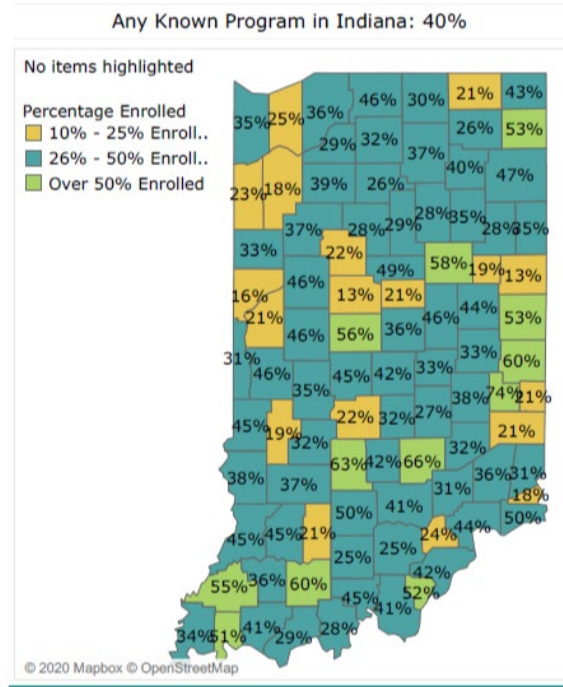 Any Known Program in Indiana: 40%
No items highlighted
Percentage Enrolled
10% - 25% Enroll..
26% - 50% Enroll..
Over 50% Enrolled
35% 25% 36% 46% 30% 21% 43%
29% 32% 37% 26% 53%
23% 18% 39% 26% 40% 47%
37% 28% 29% 28% 35% 28% 35%
33% 22% 49% 58% 19% 13%
16% 46% 13% 21% 46% 44% 53%
21% 46% 56% 36% 33% 60%
31% 46% 35% 45% 42% 33% 38% 74% 21%
45% 19% 32% 22% 32% 27% 32% 21%
38% 37% 63% 42% 66% 31% 36% 31%
18%
45% 45% 21% 50% 41% 24% 44% 50%
55% 36% 60% 25% 25% 42%
34% 51% 41% 29% 28% 45% 41% 52%
© 2020 Mapbox © OpenStreetMap